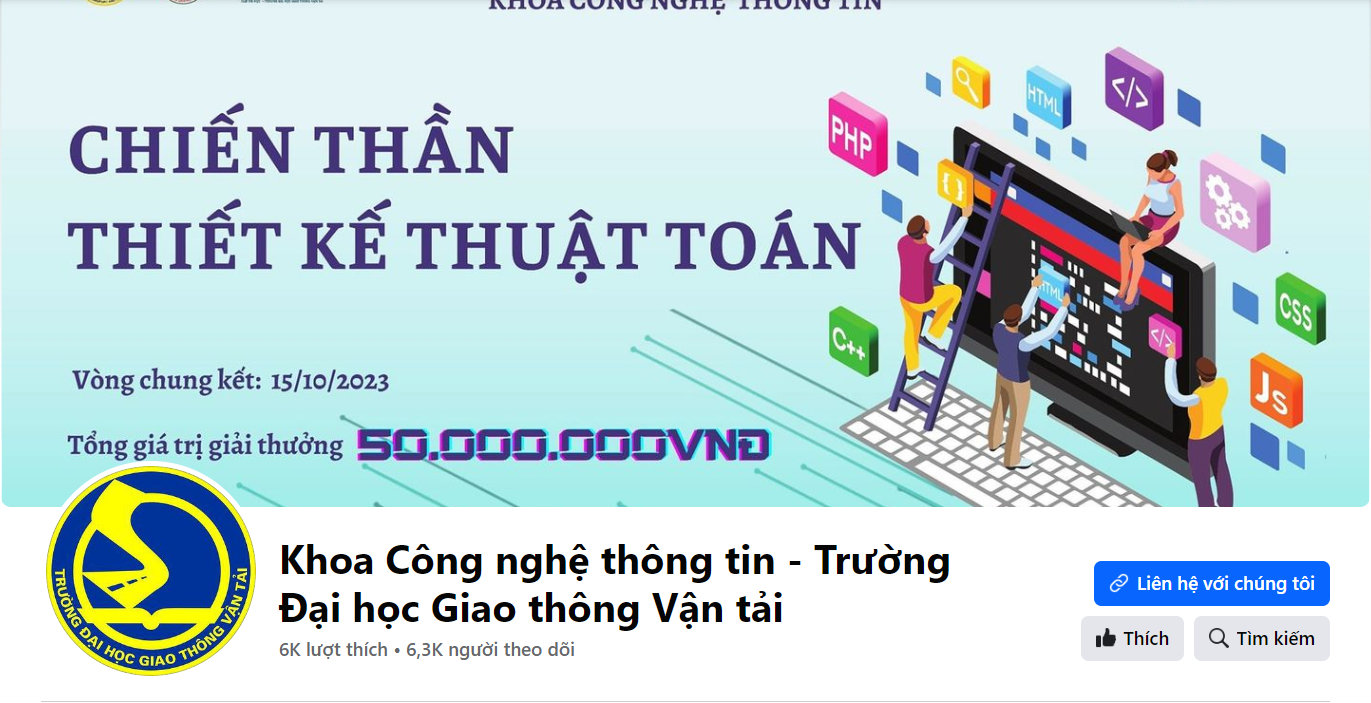 KHOA CÔNG NGHỆ THÔNG TIN
CHIẾN THẦN
THIẾT KẾ THUẬT TOÁN
Vòng chung kết: 15/10/2023
Tổng giá trị giải thưởng 50.000.000VNĐ
PHP
HTML
</>
{ }
HTML
</>
C++
CSS
Js
TRƯỜNG ĐẠI HỌC GIAO THÔNG VẬN TẢI
Khoa Công nghệ thông tin - Trường
Đại học Giao thông Vận tải
6K lượt thích • 6,3K người theo dõi
Liên hệ với chúng tôi
Thích
Tìm kiếm